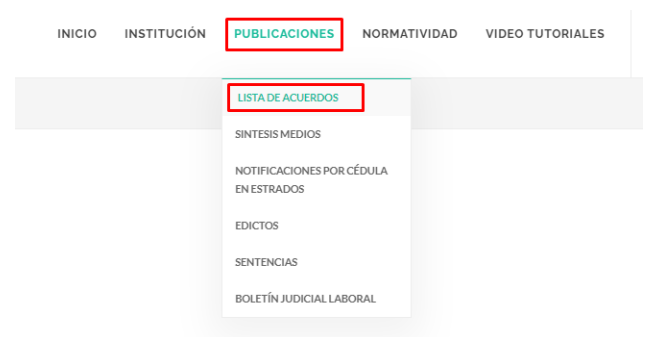 INICIO INSTITUCIÓN PUBLICACIONES NORMATIVIDAD VIDEO TUTORIALES
LISTA DE ACUERDOS
SINTESIS MEDIOS
NOTIFICACIONES POR CÉDULA
EN ESTRADOS
EDICTOS
SENTENCIAS
BOLETÍN JUDICIAL LABORAL